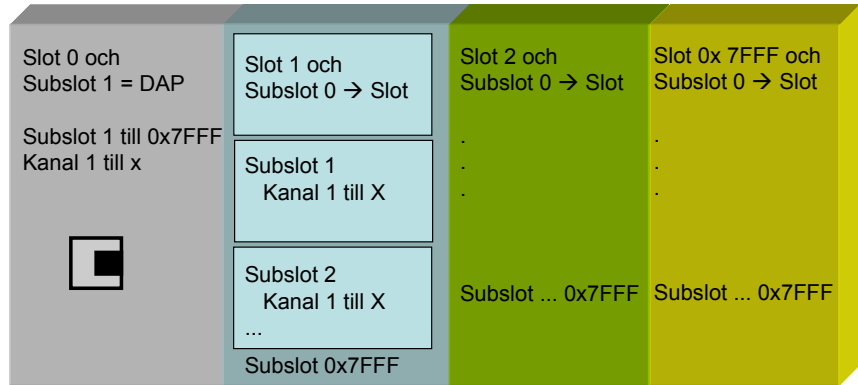 Slot 0 och
Subslot 1 = DAP
Subslot 1 till 0x7FFF
Kanal 1 till x
Slot 1 och
Subslot 0 → Slot
Subslot 1
Kanal 1 till X
Subslot 2
Kanal 1 till X
...
Subslot 0x7FFF
Slot 2 och
Subslot 0 → Slot
.
.
.
Subslot ... 0x7FFF
Slot 0x 7FFF och
Subslot 0 → Slot
.
.
.
Subslot ... 0x7FFF